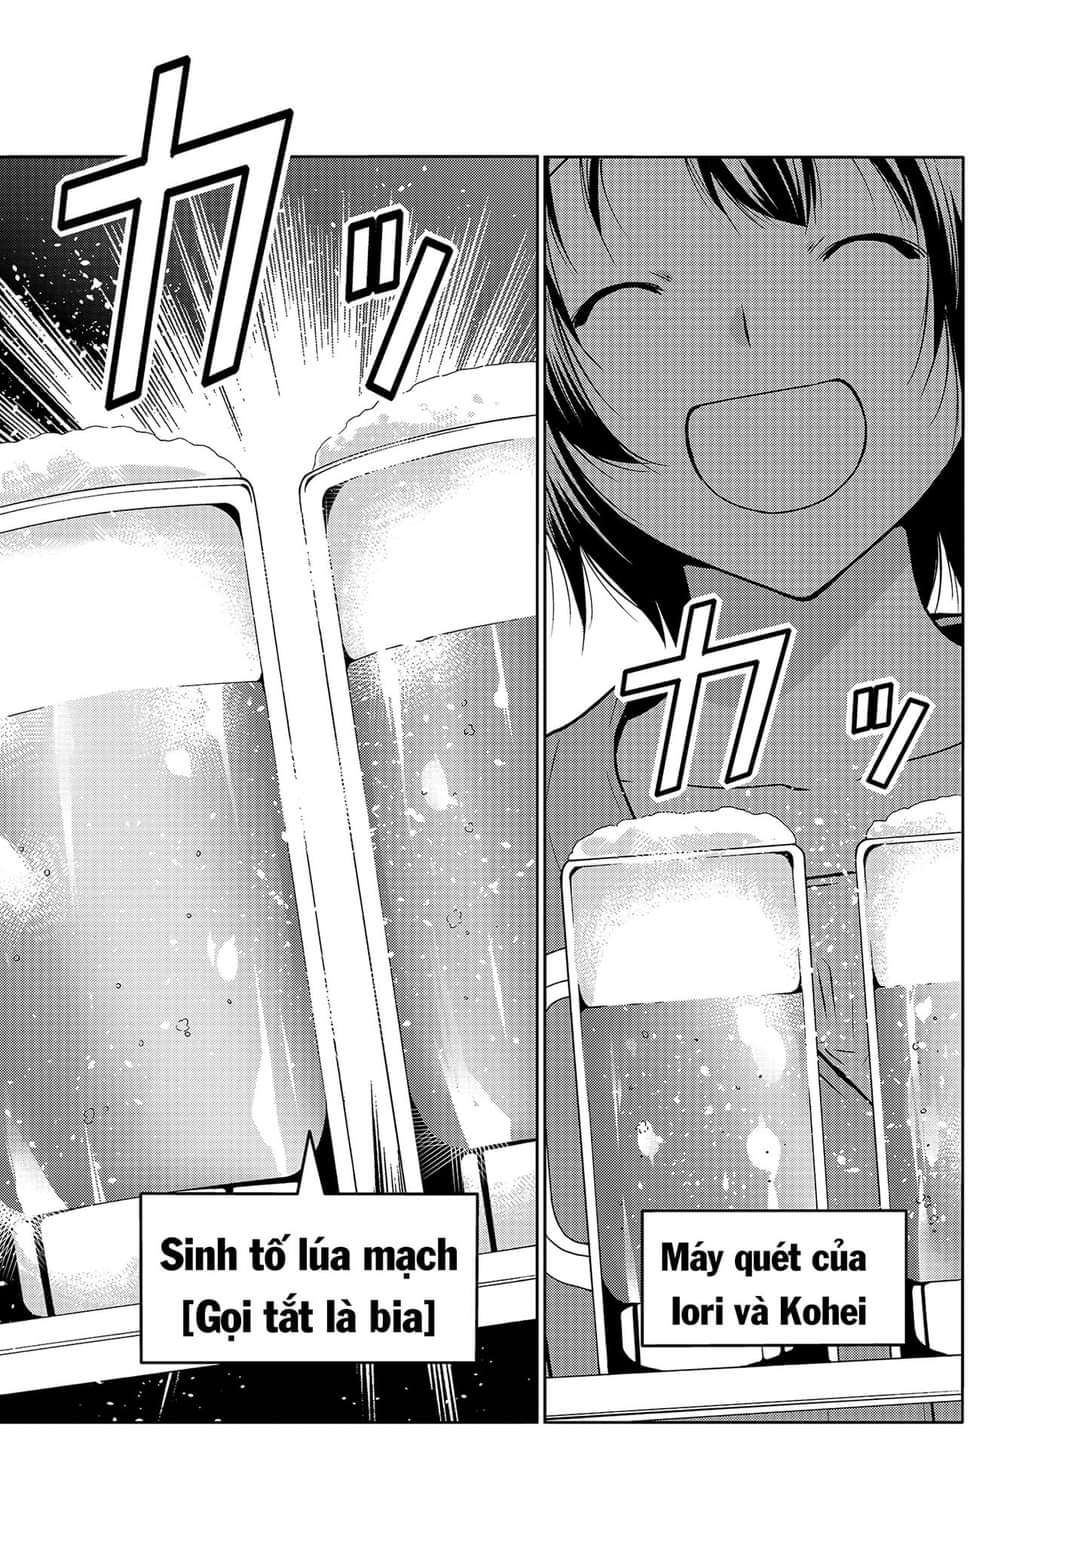 カッ
Máy quét của
Iori và Kohei
カッ
Sinh tố lúa mạch
[Gọi tắt là bia]